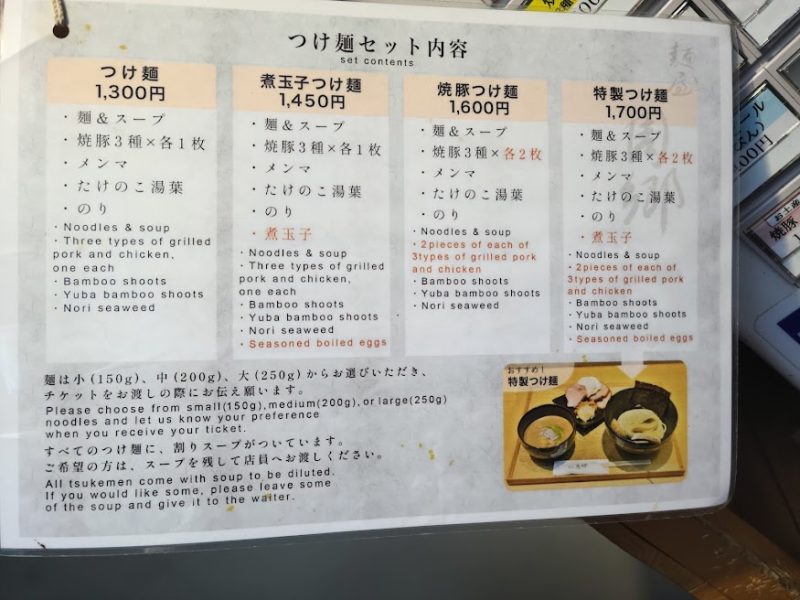 つけ麺セット内容
set contents
つけ麺
1,300円
・麺＆スープ
・焼豚3種×各1枚
・メンマ
・たけのこ湯葉
・のり
・Noodles & soup
・Three types of grilled
pork and chicken,
one each
・Bamboo shoots
・Yuba bamboo shoots
・Nori seaweed
煮玉子つけ麺
1,450円
・麺＆スープ
・焼豚3種×各1枚
・メンマ
・たけのこ湯葉
・のり
・煮玉子
・Noodles & soup
・Three types of grilled
pork and chicken,
one each
・Bamboo shoots
・Yuba bamboo shoots
・Nori seaweed
・Seasoned boiled eggs
焼豚つけ麺
1,600円
・麺＆スープ
・焼豚3種×各2枚
・メンマ
・たけのこ湯葉
・のり
・Noodles & soup
・2pieces of each of
3types of grilled pork
and chicken
・Bamboo shoots
・Yuba bamboo shoots
・Nori seaweed
特製つけ麺
1,700円
・麺＆スープ
・焼豚3種×各2枚
・メンマ
・たけのこ湯葉
・のり
・煮玉子
・Noodles & soup
・2pieces of each of
3types of grilled pork
and chicken
・Bamboo shoots
・Yuba bamboo shoots
・Nori seaweed
・Seasoned boiled eggs
麺は小(150g)、中(200g)、大(250g)からお選びいただき、
チケットをお渡しの際にお伝え願います。
Please choose from small(150g),medium(200g),or large(250g)
noodles and let us know your preference
when you receive your ticket.
すべてのつけ麺に、割りスープがついています。
ご希望の方は、スープを残して店員へお渡しください。
All tsukemen come with soup to be diluted.
If you would like some, please leave some
of the soup and give it to the waiter.
おすすめ！
特製つけ麺
お土産
焼豚